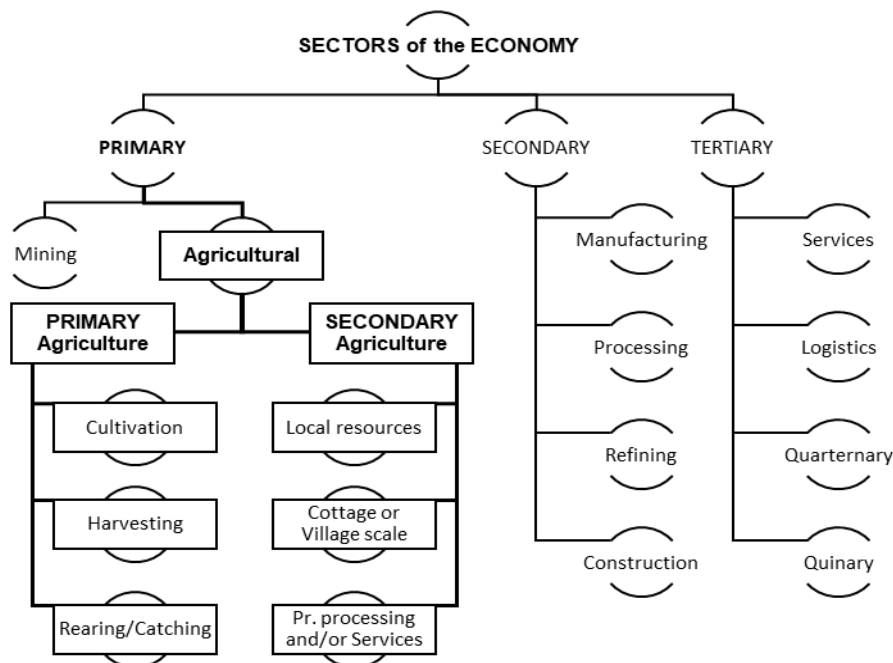 SECTORS of the ECONOMY
PRIMARY
SECONDARY
TERTIARY
Mining
Agricultural
PRIMARY
Agriculture
SECONDARY
Agriculture
Cultivation
Harvesting
Rearing/Catching
Local resources
Cottage or
Village scale
Pr. processing
and/or Services
Manufacturing
Processing
Refining
Construction
Services
Logistics
Quarternary
Quinary